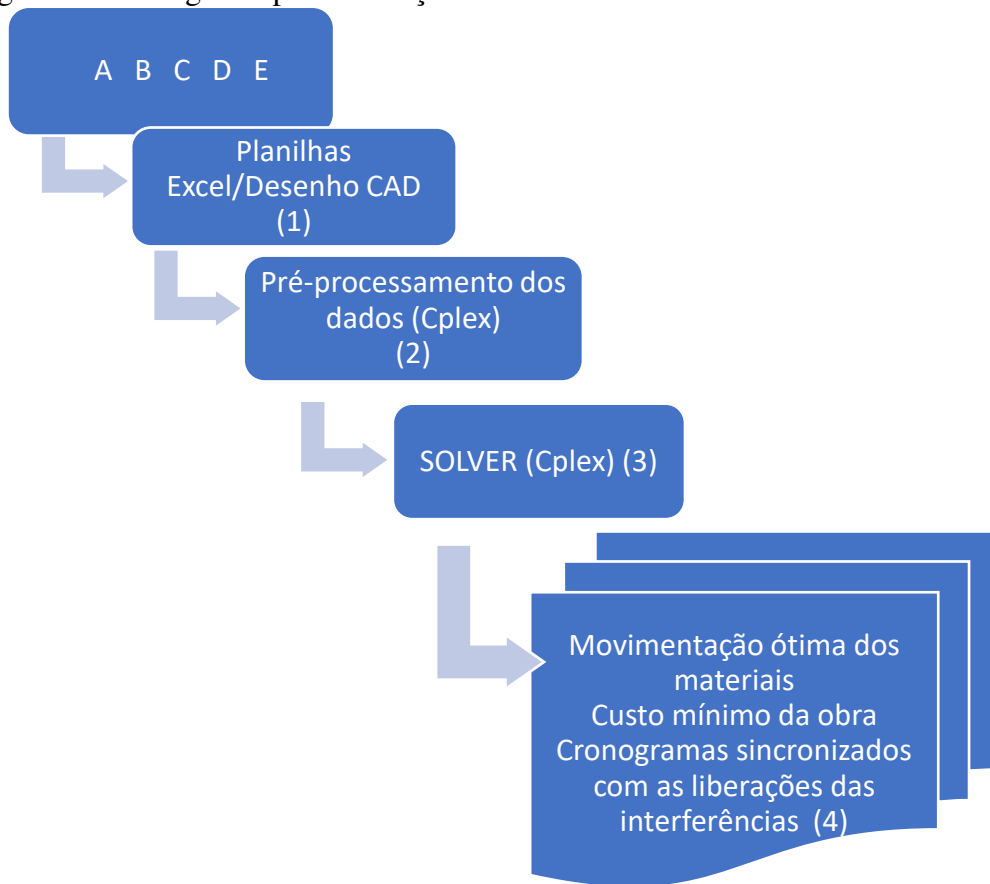 A B C D E
Planilhas
Excel/Desenho CAD
(1)
Pré-processamento dos
dados (Cplex)
(2)
SOLVER (Cplex) (3)
Movimentação ótima dos
materiais
Custo mínimo da obra
Cronogramas sincronizados
com as liberações das
interferências (4)